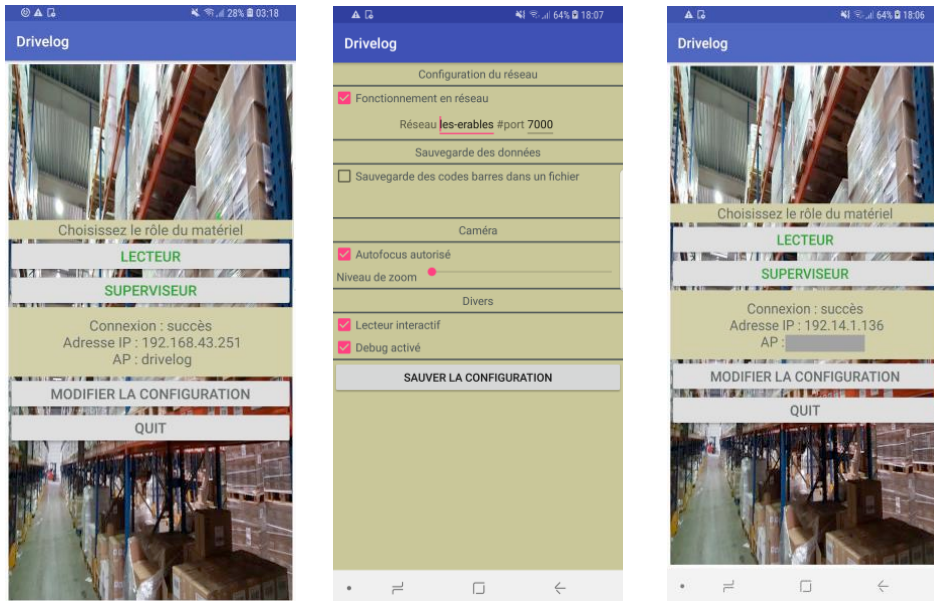 28% 03:18
Drivelog
Choisissez le rôle du matériel
LECTEUR
SUPERVISEUR
Connexion : succès
Adresse IP : 192.168.43.251
AP : drivelog
MODIFIER LA CONFIGURATION
QUIT
64% 18:07
Drivelog
Configuration du réseau
Fonctionnement en réseau
Réseau les-erables #port 7000
Sauvegarde des données
Sauvegarde des codes barres dans un fichier
Caméra
Autofocus autorisé
Niveau de zoom
Divers
Lecteur interactif
Debug activé
SAUVER LA CONFIGURATION
64% 18:06
Drivelog
Choisissez le rôle du matériel
LECTEUR
SUPERVISEUR
Connexion : succès
Adresse IP : 192.14.1.136
AP :
MODIFIER LA CONFIGURATION
QUIT